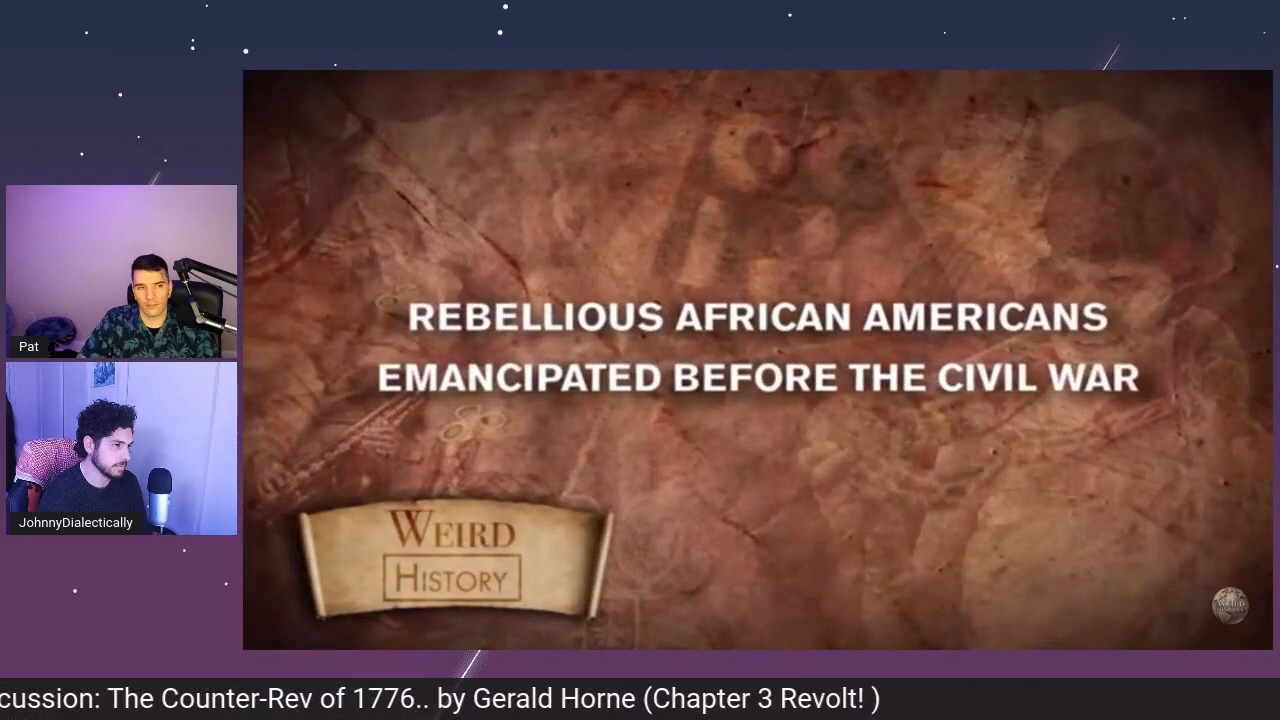 REBELLIOUS AFRICAN AMERICANS
EMANCIPATED BEFORE THE CIVIL WAR
Pat
JohnnyDialectically
WEIRD
HISTORY
cussion: The Counter-Rev of 1776.. by Gerald Horne (Chapter 3 Revolt! )